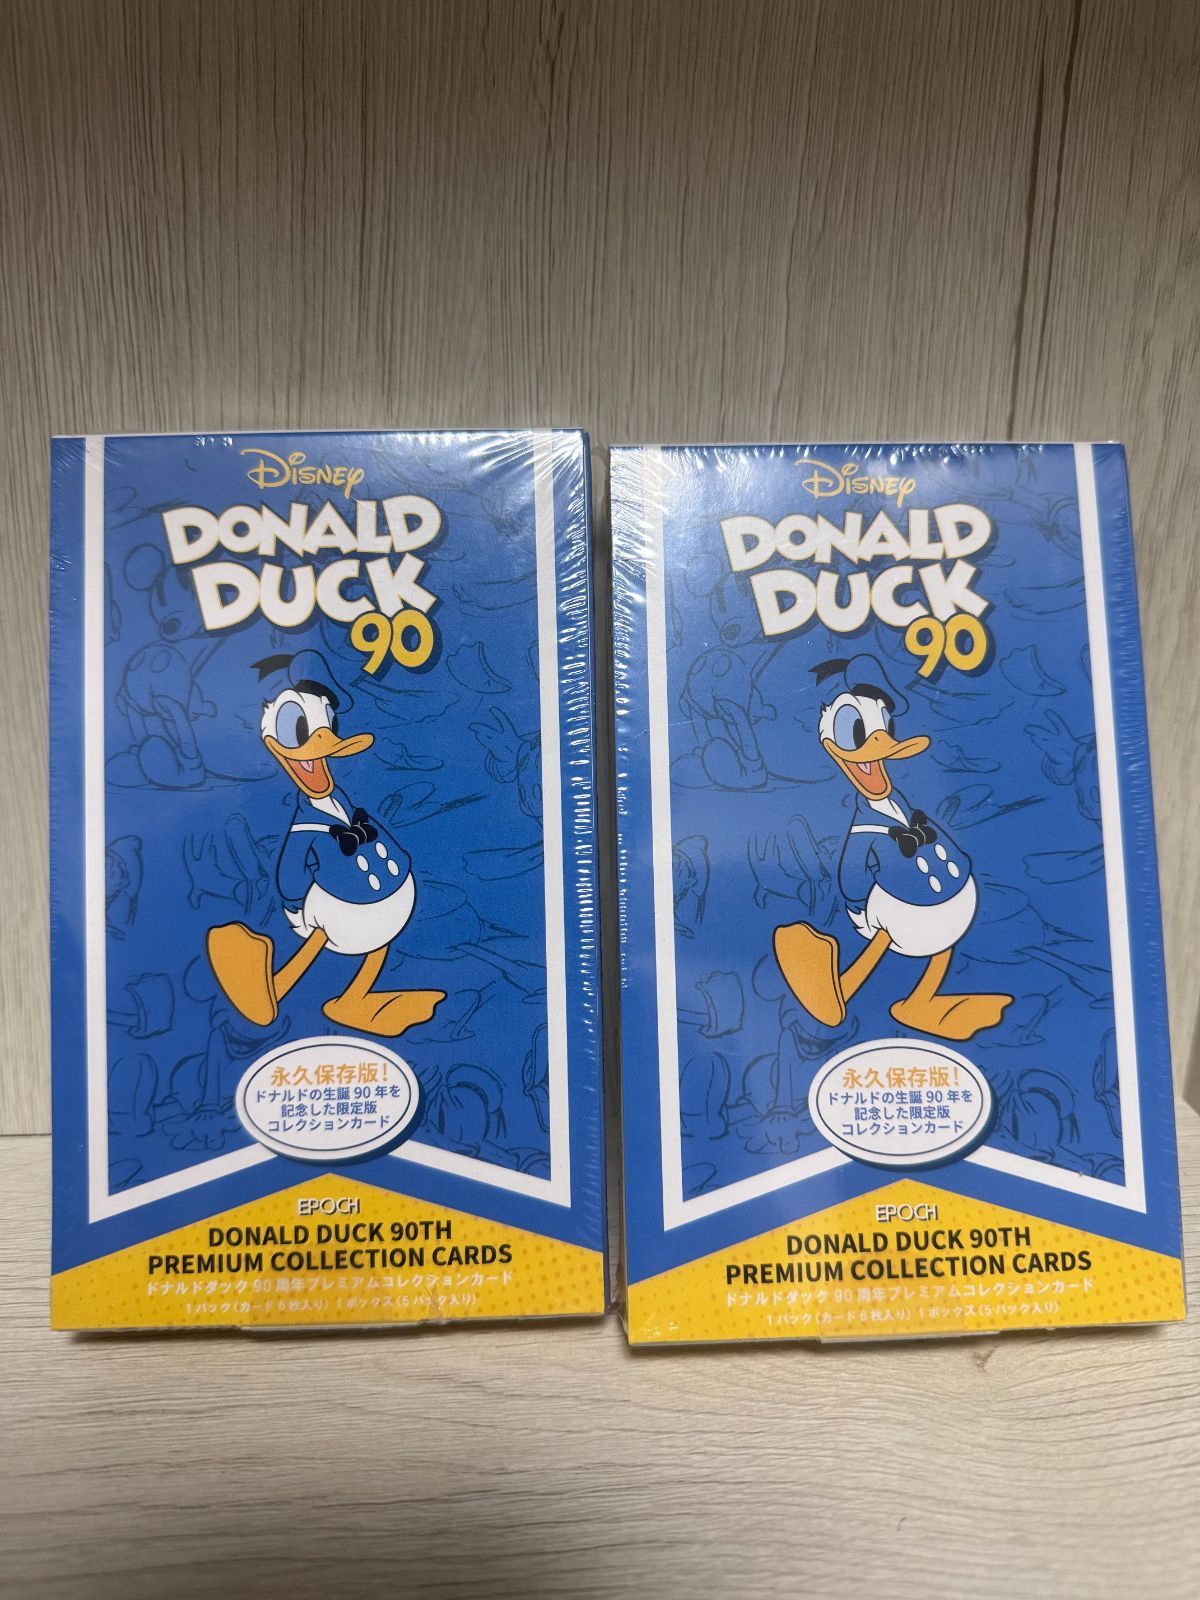 Disney
DONALD
DUCK
90
永久保存版!
ドナルドの生誕90年を
記念した限定版
コレクションカード
EPOCH
DONALD DUCK 90TH
PREMIUM COLLECTION CARDS
ドナルドダック 90周年プレミアムコレクションカード
1パック(カード6枚入り) 1ボックス(5パック入り)
Disney
DONALD
DUCK
90
永久保存版!
ドナルドの生誕90年を
記念した限定版
コレクションカード
EPOCH
DONALD DUCK 90TH
PREMIUM COLLECTION CARDS
ドナルドダック 90周年プレミアムコレクションカード
1パック(カード6枚入り) 1ボックス(5パック入り)